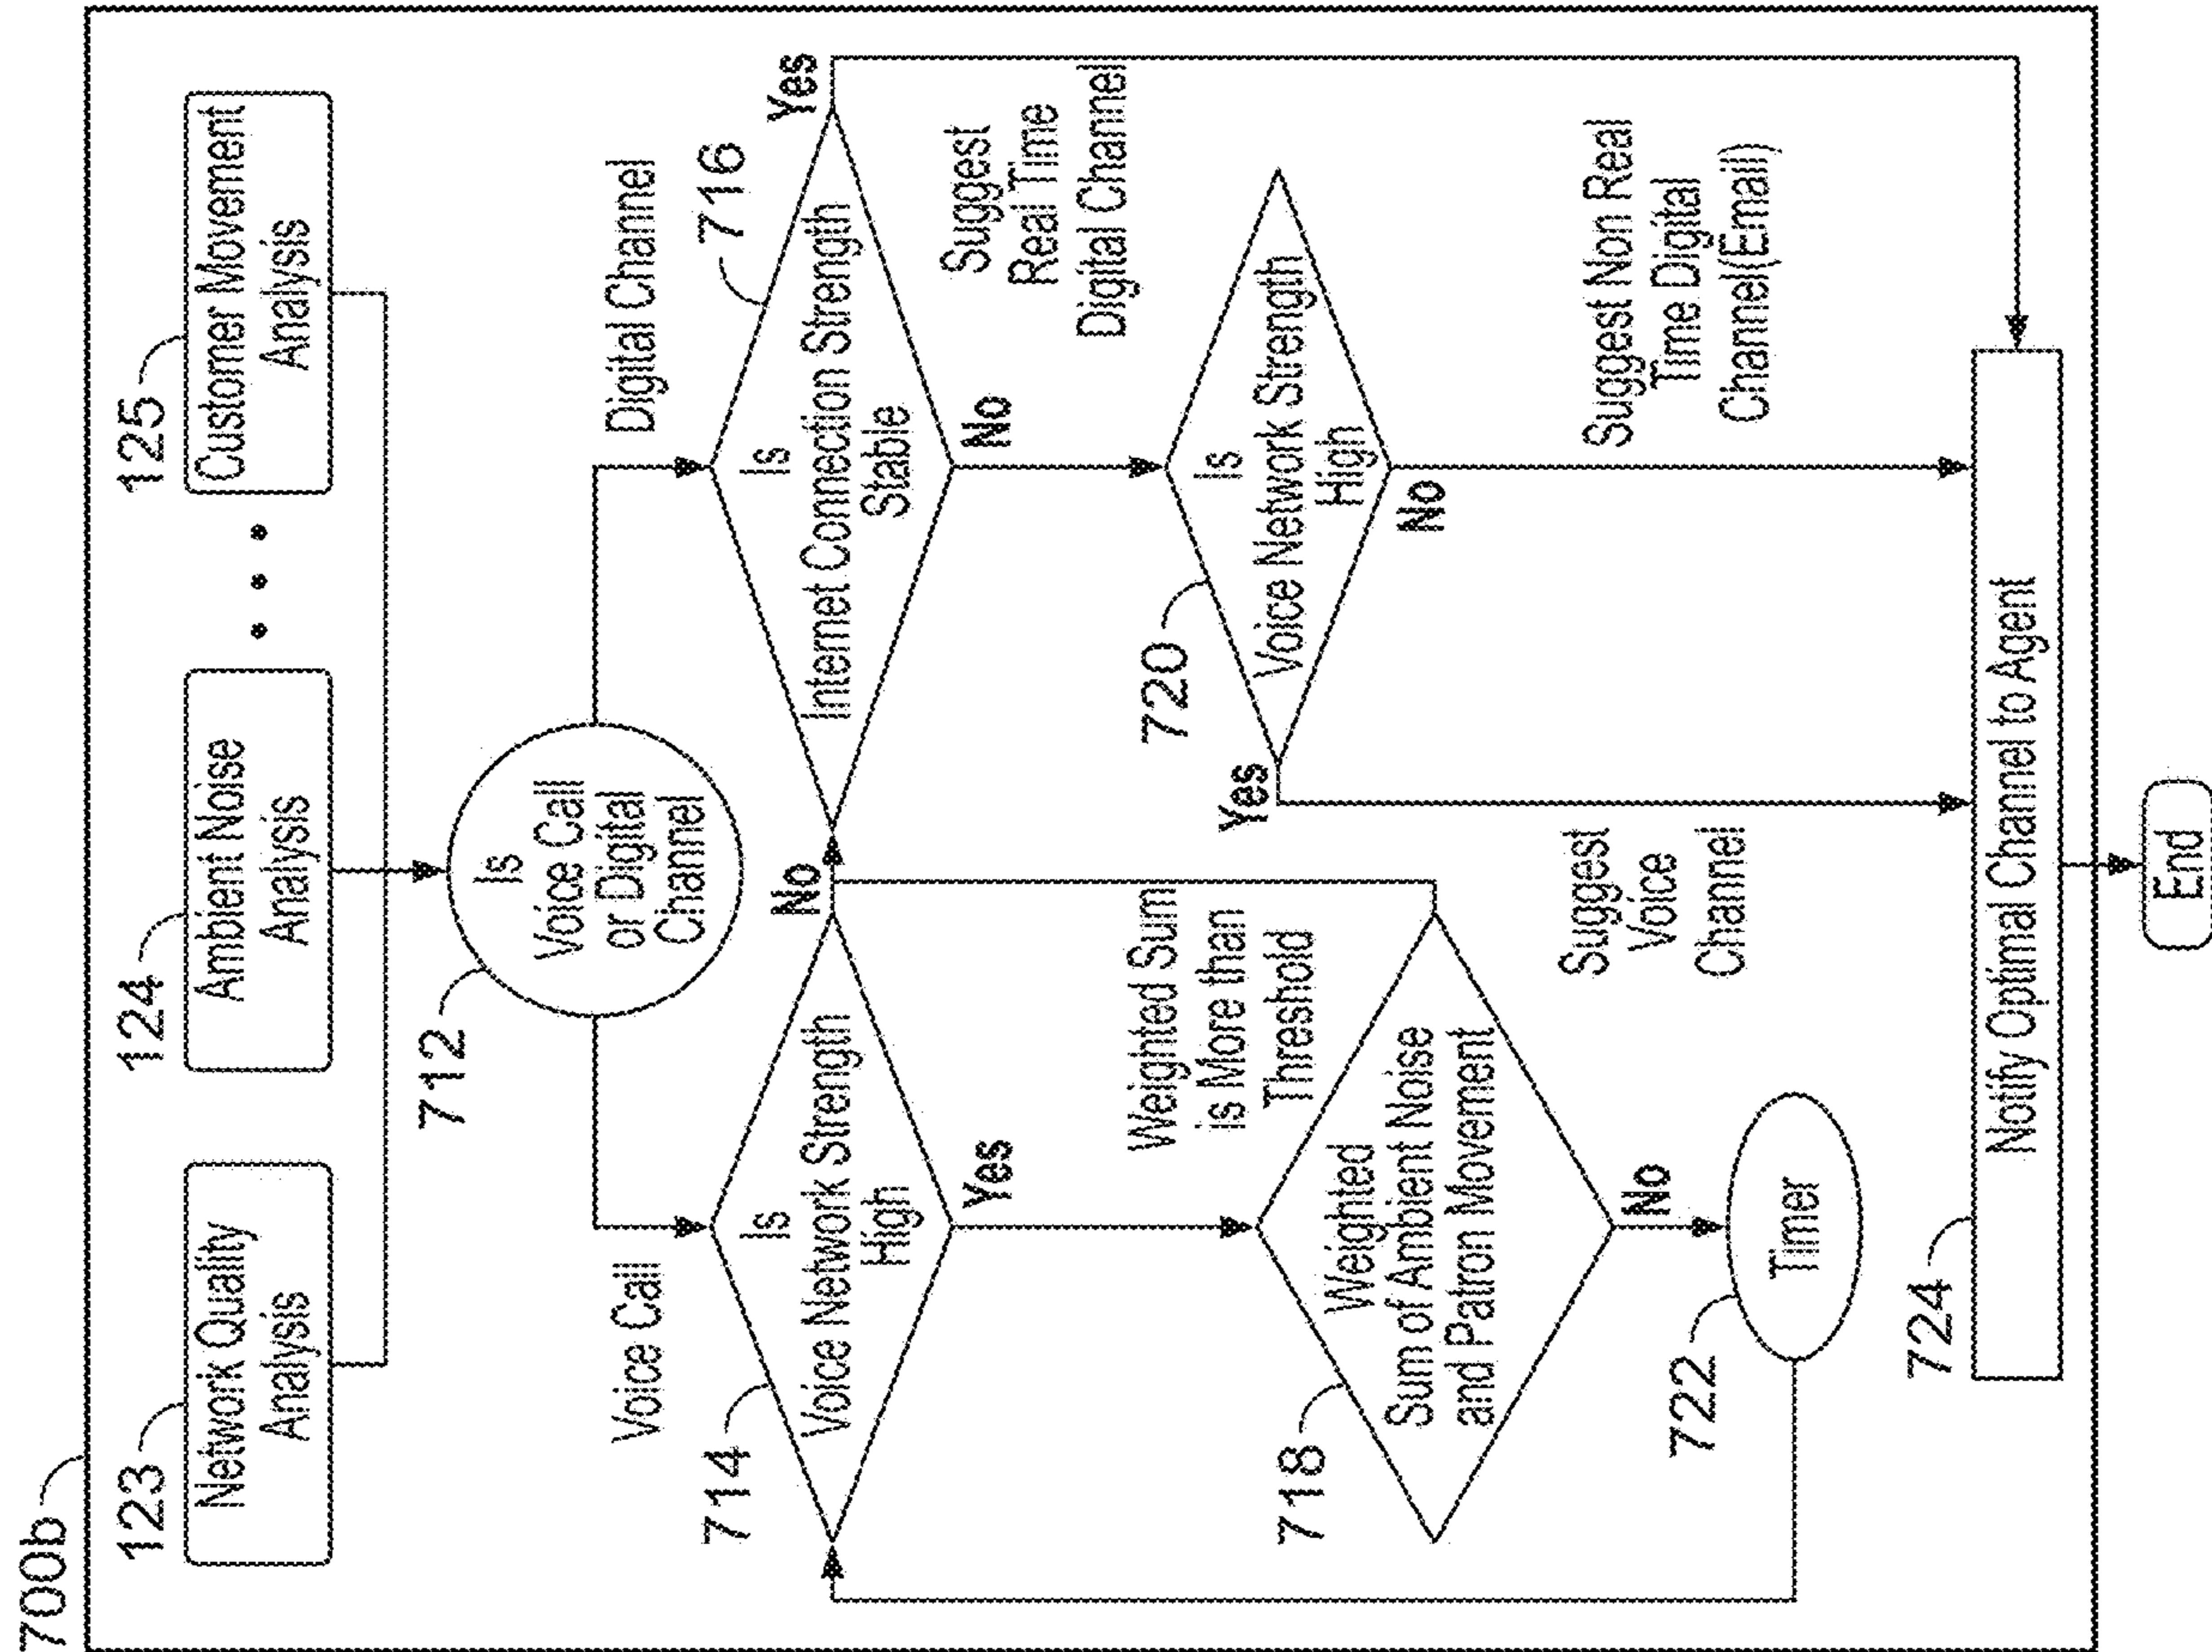 700b
123
Network Quality
Analysis
124
Ambient Noise
Analysis
125
Customer Movement
Analysis
712
Is
Voice Call
or Digital
Channel
Voice Call
Digital Channel
714
Is
Voice Network Strength
High
No
Yes
716
Is
Internet Connection Strength
Stable
Yes
No
Suggest
Real Time
Digital Channel
Weighted Sum
is More than
Threshold
718
Weighted
Sum of Ambient Noise
and Patron Movement
No
720
Is
Voice Network Strength
High
Yes
No
Suggest
Voice
Channel
Suggest Non Real
Time Digital
Channel(Email)
722
Timer
724
Notify Optimal Channel to Agent
End